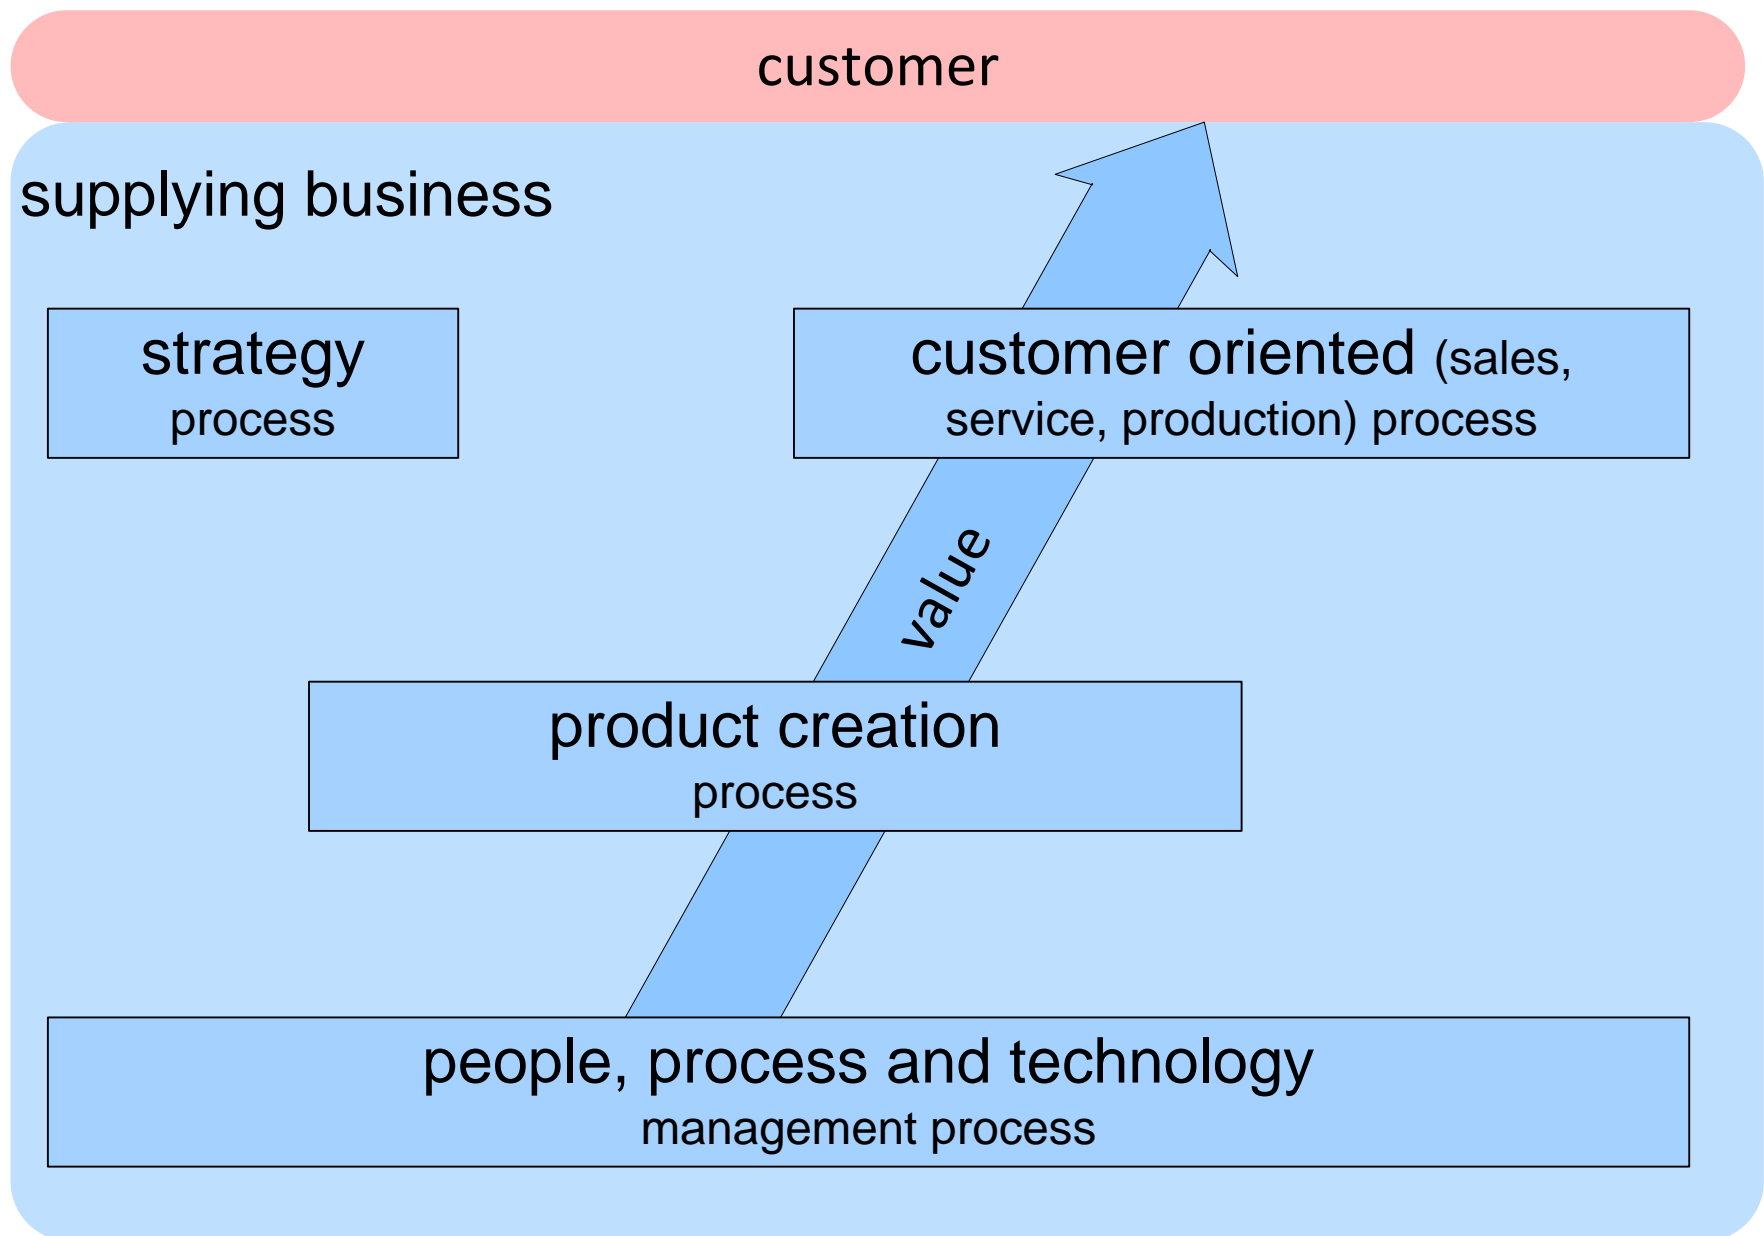 customer
supplying business
strategy
process
customer oriented (sales,
service, production) process
value
product creation
process
people, process and technology
management process